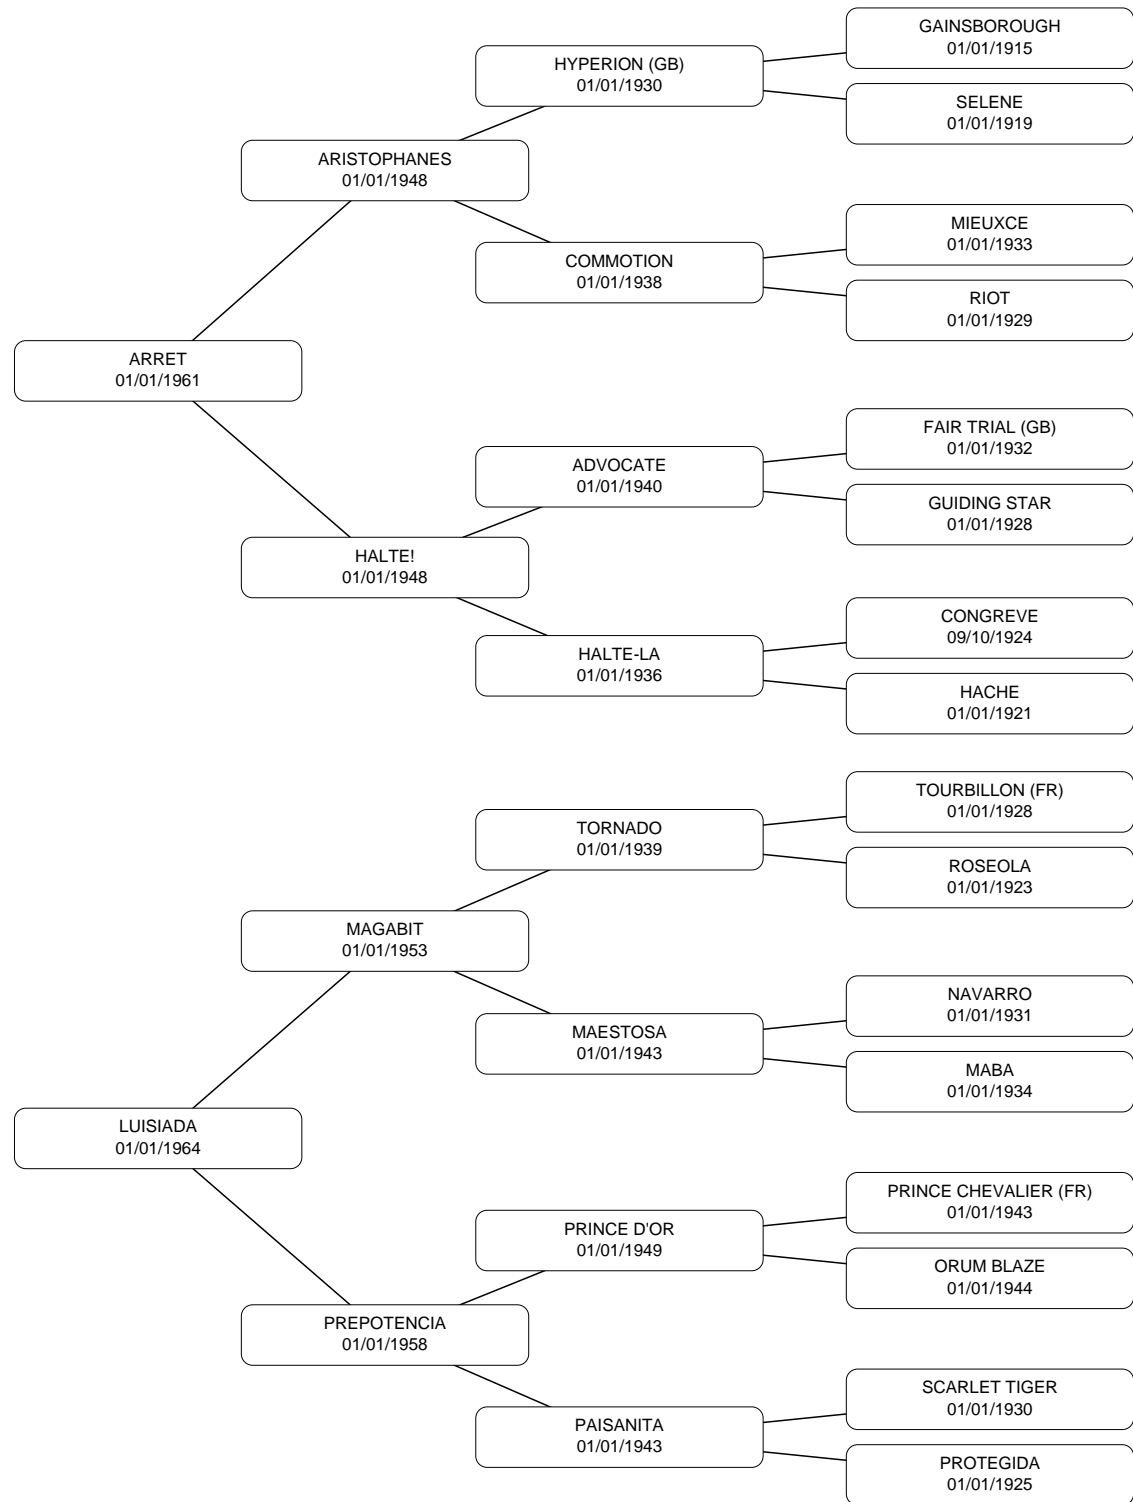 GAINSBOROUGH
01/01/1915
HYPERION (GB)
01/01/1930
SELENE
01/01/1919
ARISTOPHANES
01/01/1948
MIEUXCE
01/01/1933
COMMOTION
01/01/1938
RIOT
01/01/1929
ARRET
01/01/1961
FAIR TRIAL (GB)
01/01/1932
ADVOCATE
01/01/1940
GUIDING STAR
01/01/1928
HALTE!
01/01/1948
CONGREVE
09/10/1924
HALTE-LA
01/01/1936
HACHE
01/01/1921
TOURBILLON (FR)
01/01/1928
TORNADO
01/01/1939
ROSEOLA
01/01/1923
MAGABIT
01/01/1953
NAVARRO
01/01/1931
MAESTOSA
01/01/1943
MABA
01/01/1934
LUISIADA
01/01/1964
PRINCE CHEVALIER (FR)
01/01/1943
PRINCE D'OR
01/01/1949
ORUM BLAZE
01/01/1944
PREPOTENCIA
01/01/1958
SCARLET TIGER
01/01/1930
PAISANITA
01/01/1943
PROTEGIDA
01/01/1925